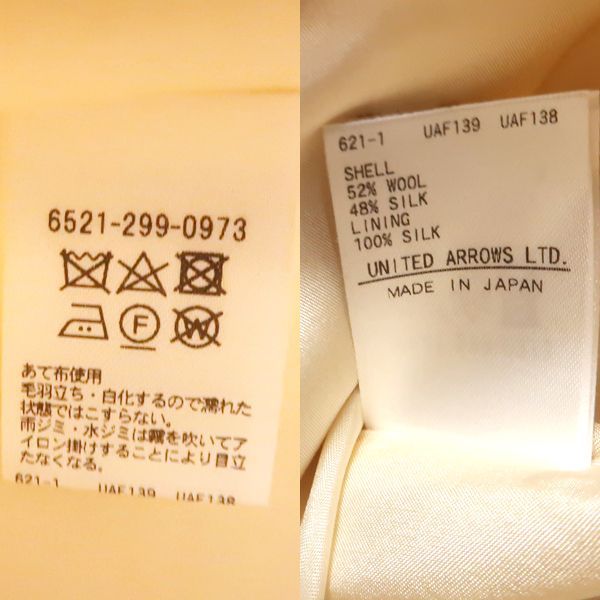 6521-299-0973
F
W
あて布使用
毛羽立ち・白化するので濡れた
状態ではこすらない。
雨ジミ・水ジミは霧を吹いてア
イロン掛けすることにより目立
たなくなる。
621-1 UAF139 UAF138
621-1 UAF139 UAF138
SHELL
52% WOOL
48% SILK
LINING
100% SILK
UNITED ARROWS LTD.
MADE IN JAPAN